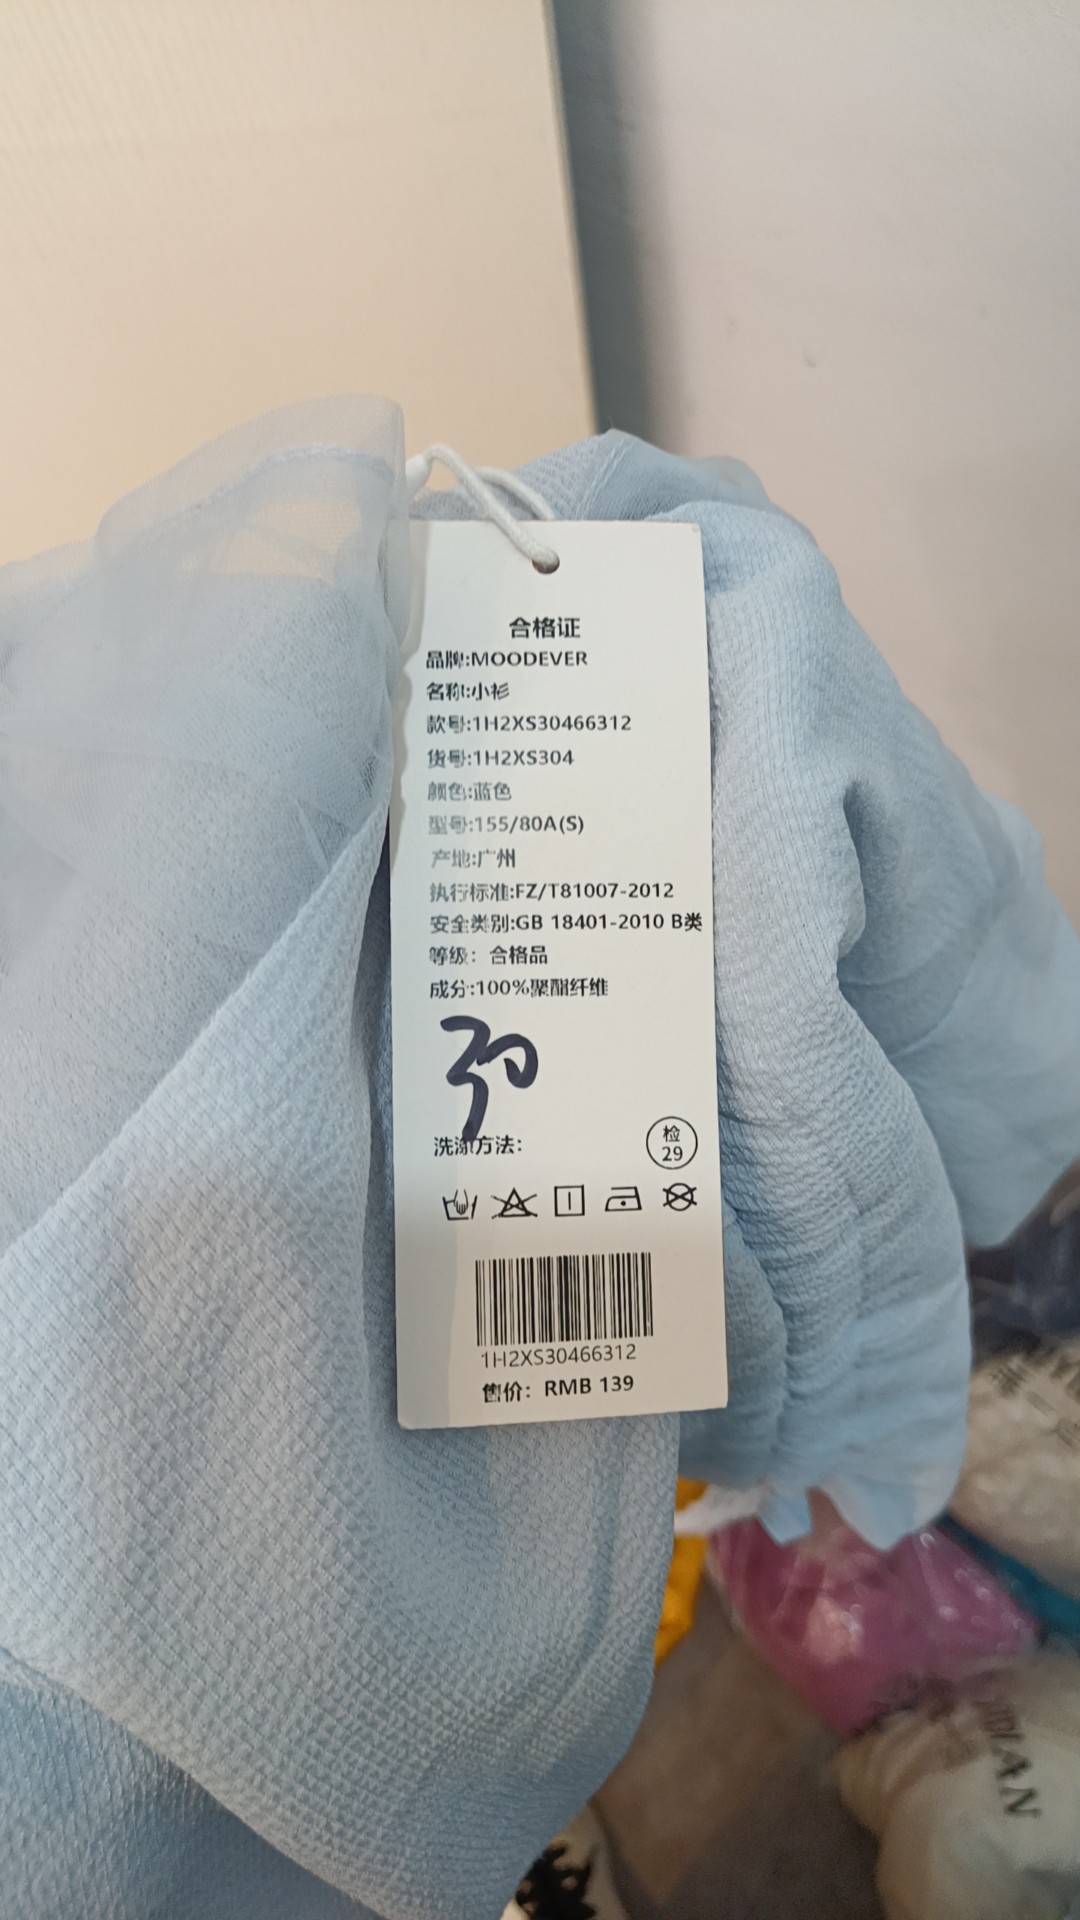 合格证
品牌:MOODEVER
名称:小衫
款号:1H2XS30466312
货号:1H2XS304
颜色:蓝色
型号:155/80A(S)
产地:广州
执行标准:FZ/T81007-2012
安全类别:GB 18401-2010 B类
等级：合格品
成分:100%聚酯纤维
30
洗涤方法：
检
29
1H2XS30466312
售价：RMB 139